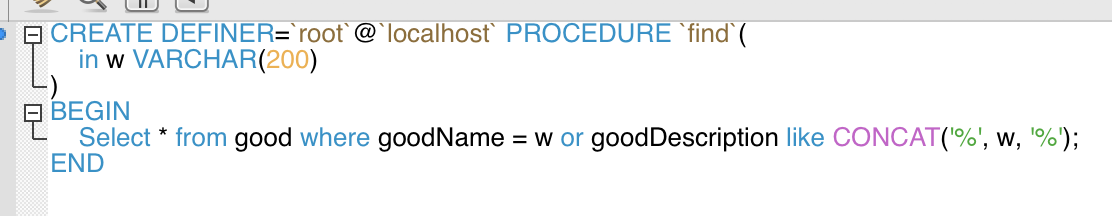 CREATE DEFINER=`root`@`localhost` PROCEDURE `find`(
in w VARCHAR(200)
)
BEGIN
Select * from good where goodName = w or goodDescription like CONCAT('%', w, '%');
END